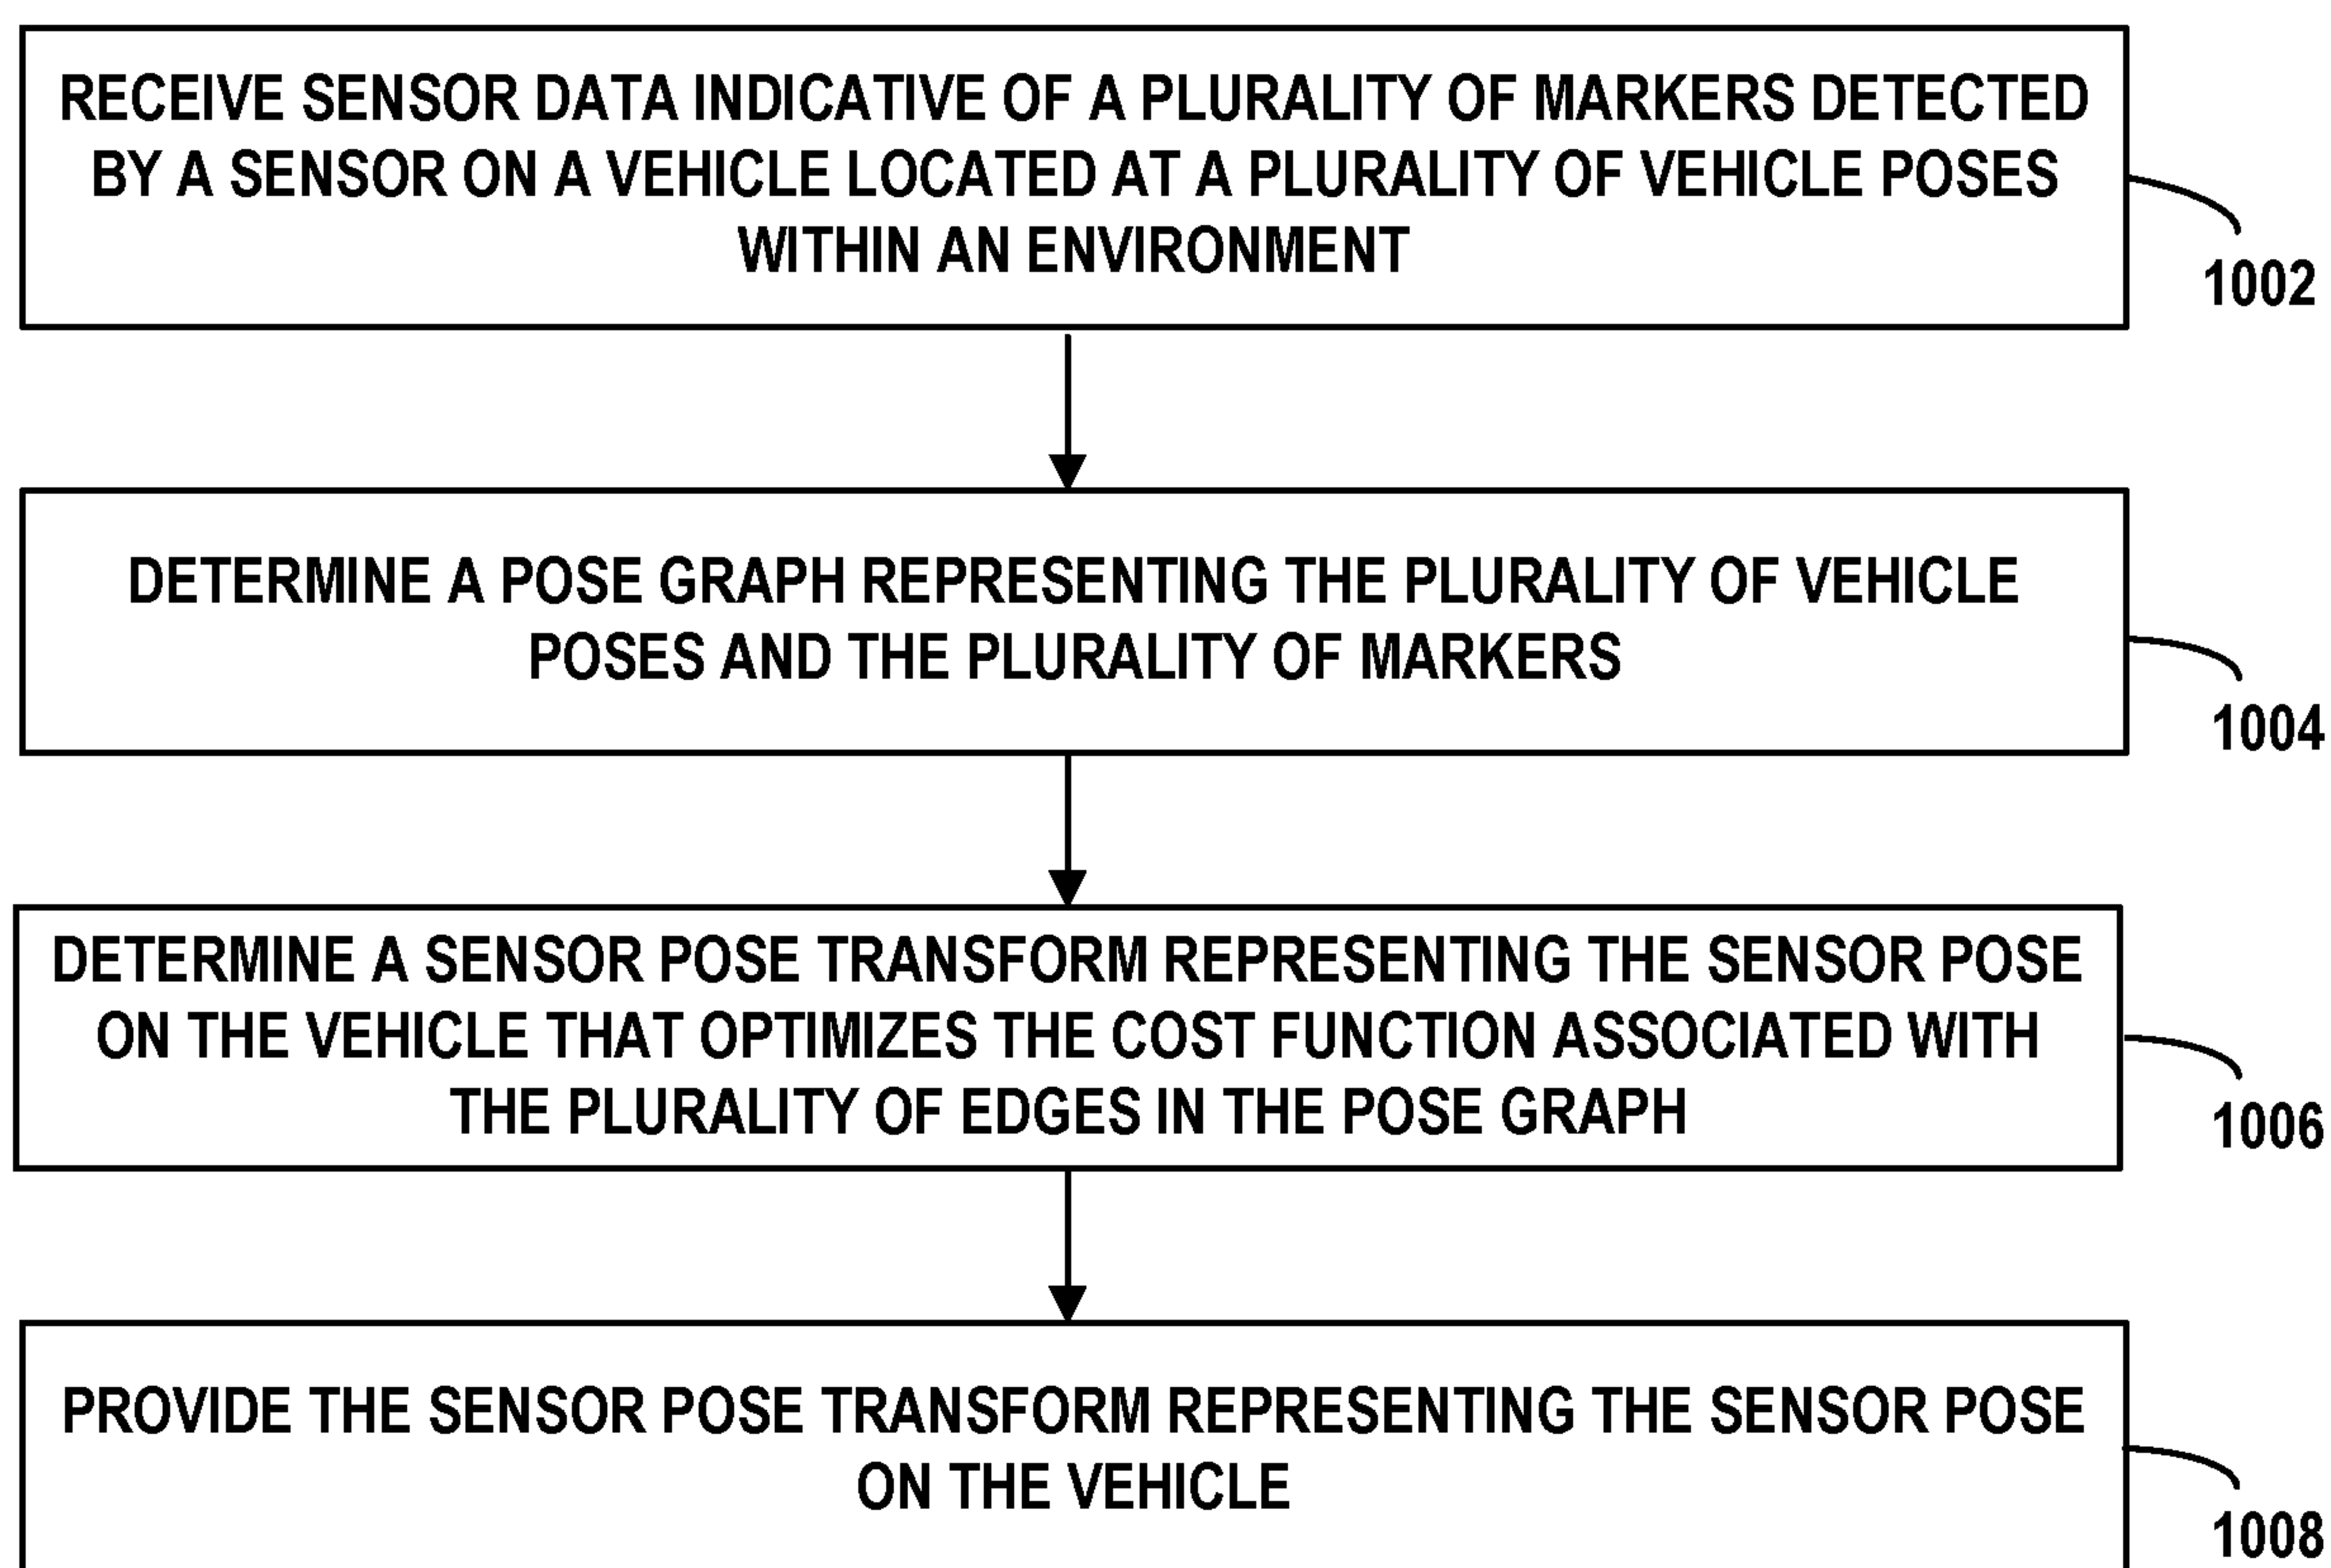 RECEIVE SENSOR DATA INDICATIVE OF A PLURALITY OF MARKERS DETECTED
BY A SENSOR ON A VEHICLE LOCATED AT A PLURALITY OF VEHICLE POSES
WITHIN AN ENVIRONMENT
1002
DETERMINE A POSE GRAPH REPRESENTING THE PLURALITY OF VEHICLE
POSES AND THE PLURALITY OF MARKERS
1004
DETERMINE A SENSOR POSE TRANSFORM REPRESENTING THE SENSOR POSE
ON THE VEHICLE THAT OPTIMIZES THE COST FUNCTION ASSOCIATED WITH
THE PLURALITY OF EDGES IN THE POSE GRAPH
1006
PROVIDE THE SENSOR POSE TRANSFORM REPRESENTING THE SENSOR POSE
ON THE VEHICLE
1008